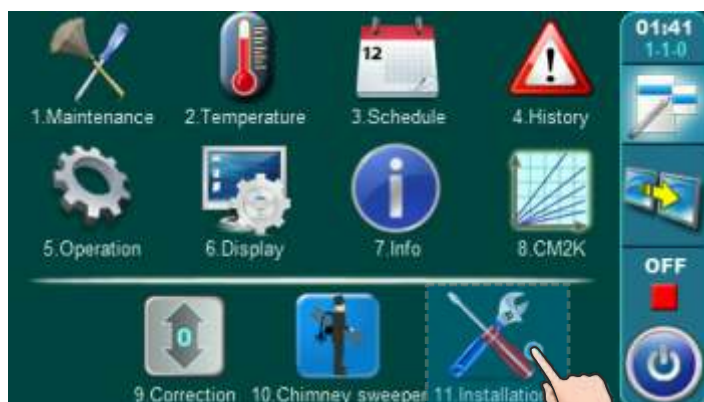 01:41
1-1-0
1.Maintenance
2.Temperature
12
3.Schedule
4.History
5.Operation
6.Display
7.Info
8.CM2K
OFF
0
9.Correction
10.Chimney sweeper
11.Installation